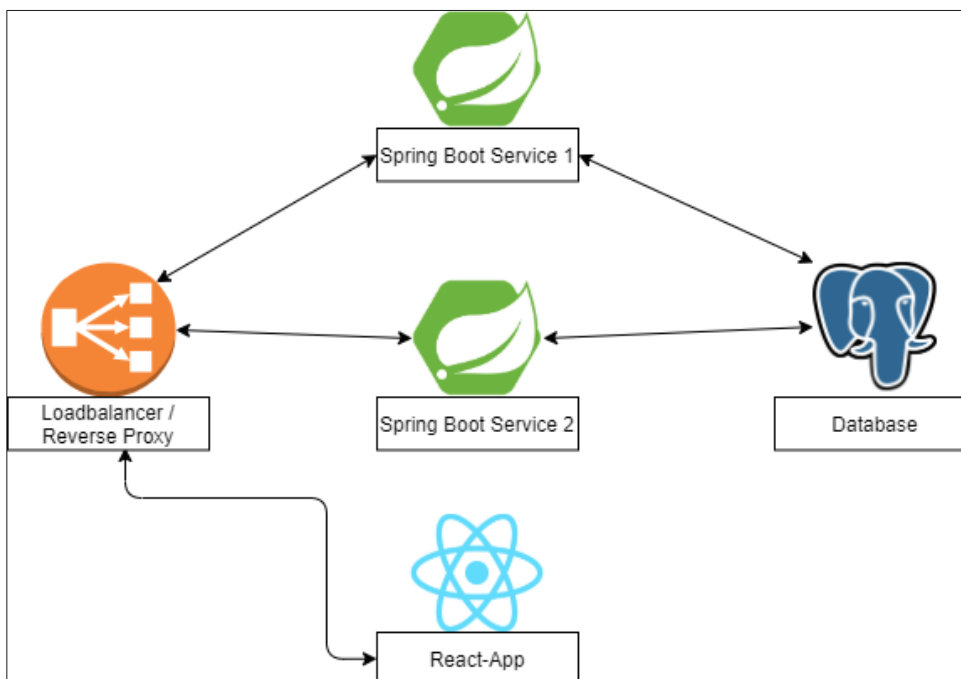 Spring Boot Service 1
Loadbalancer /
Reverse Proxy
Spring Boot Service 2
Database
React-App